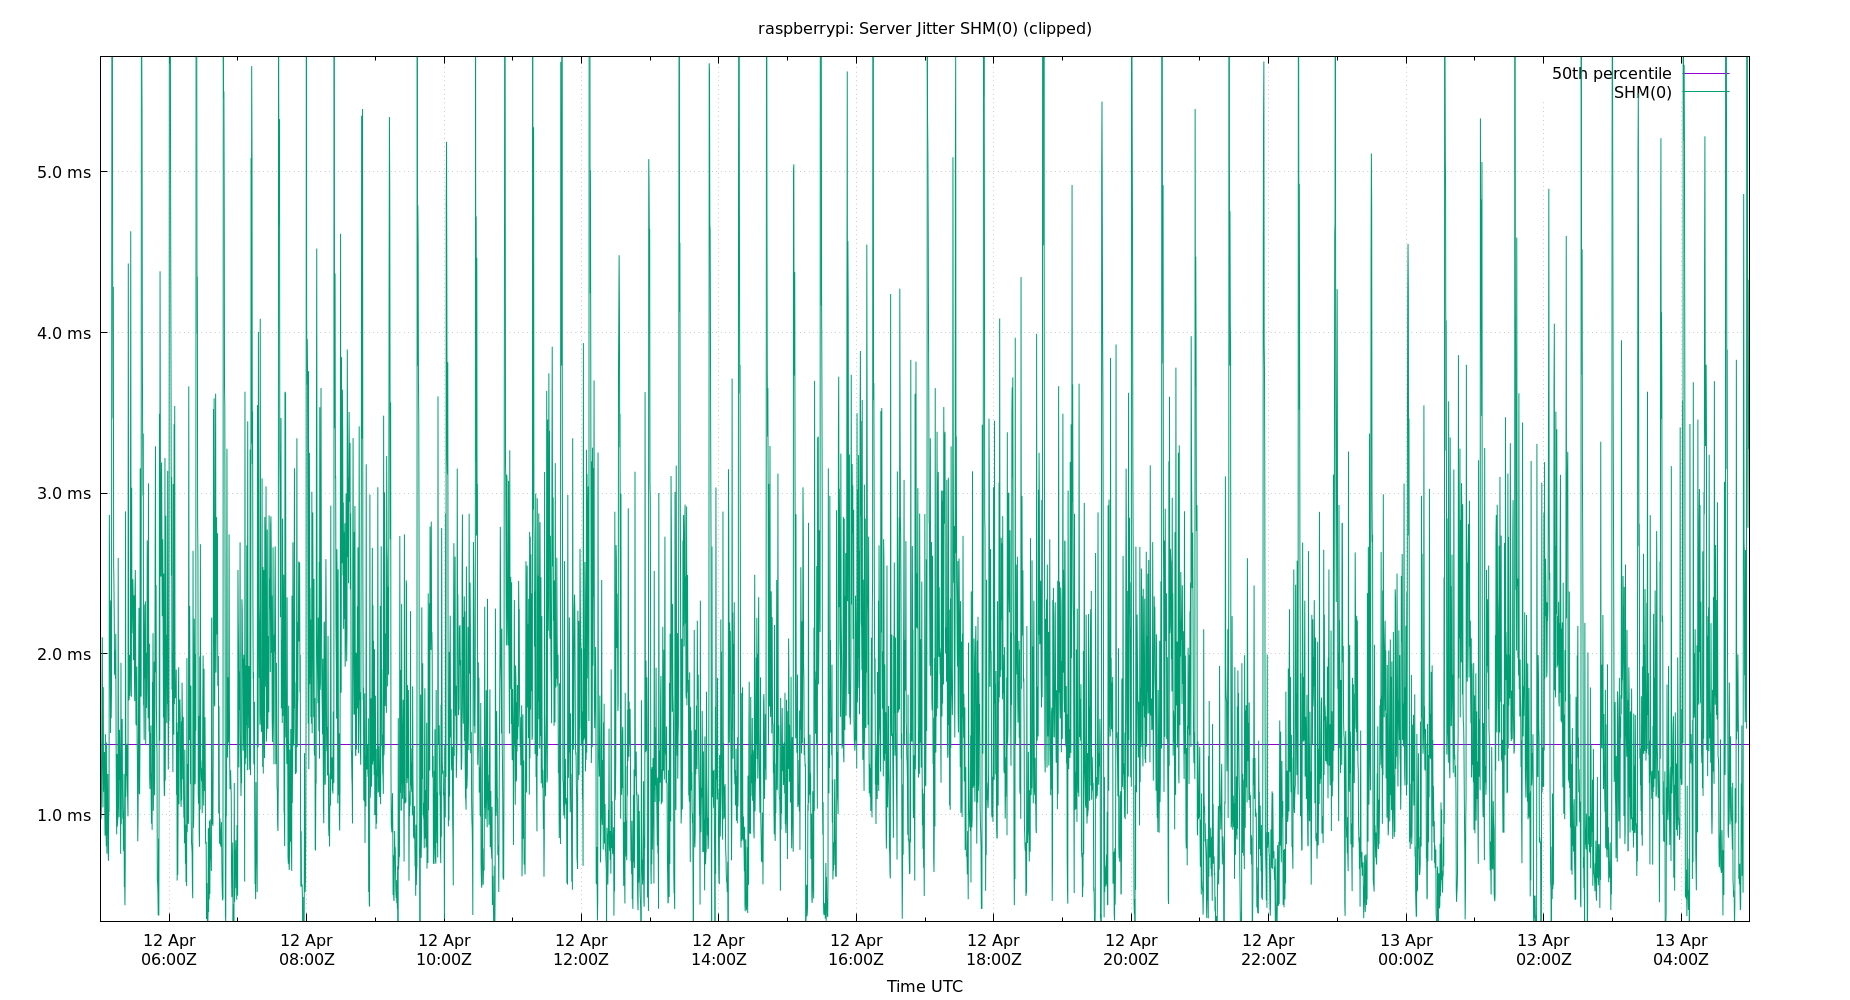 raspberrypi: Server Jitter SHM(0) (clipped)
50th percentile
SHM(0)
5.0 ms
4.0 ms
3.0 ms
2.0 ms
1.0 ms
12 Apr 12 Apr 12 Apr 12 Apr 12 Apr 12 Apr 12 Apr 12 Apr 12 Apr 13 Apr 13 Apr 13 Apr
06:00Z 08:00Z 10:00Z 12:00Z 14:00Z 16:00Z 18:00Z 20:00Z 22:00Z 00:00Z 02:00Z 04:00Z
Time UTC